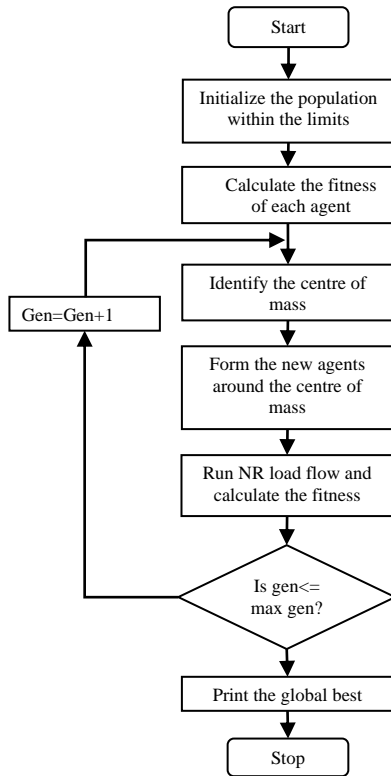 Start
Initialize the population
within the limits
Calculate the fitness
of each agent
Identify the centre of
mass
Gen=Gen+1
Form the new agents
around the centre of
mass
Run NR load flow and
calculate the fitness
Is gen<=
max gen?
Print the global best
Stop